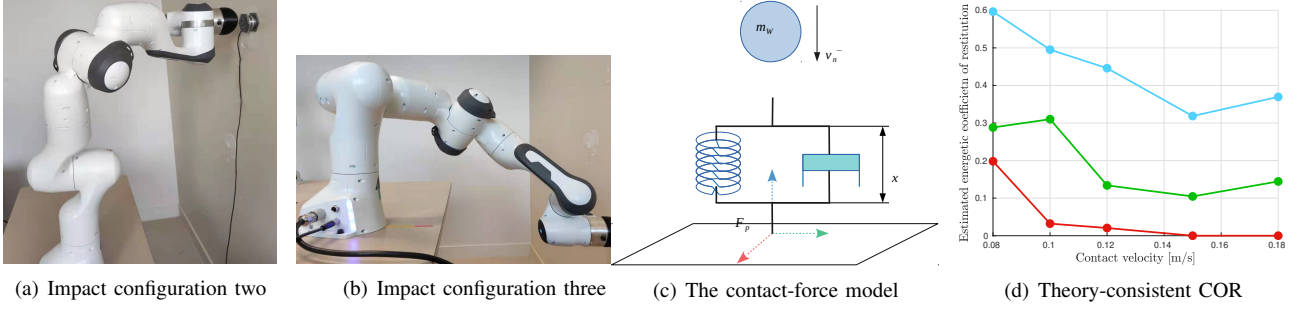 m_w
v_n^-
x
F_p
Estimated energetic coefficietn of restitution
0.6
0.5
0.4
0.3
0.2
0.1
0
0.08
0.1
0.12
0.14
0.16
0.18
Contact velocity [m/s]
(a) Impact configuration two
(b) Impact configuration three
(c) The contact-force model
(d) Theory-consistent COR